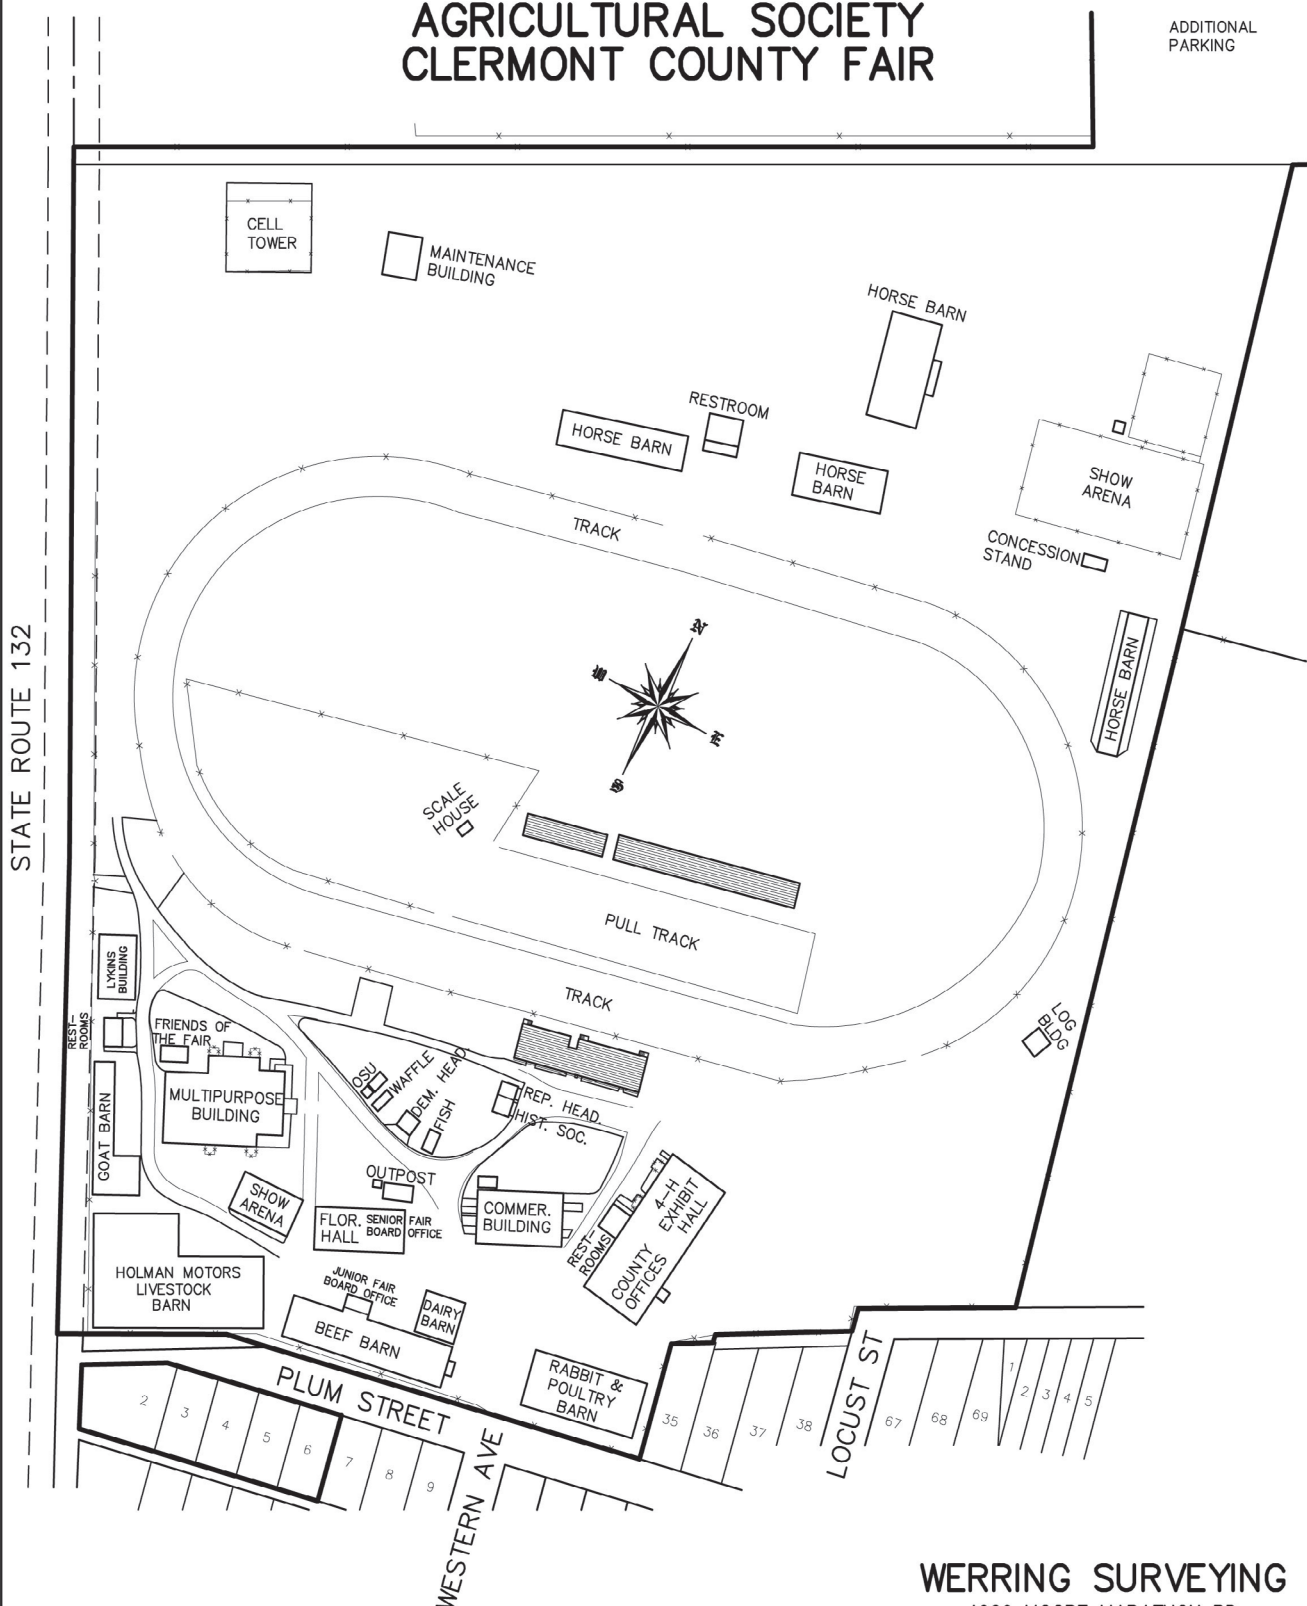 AGRICULTURAL SOCIETY
CLERMONT COUNTY FAIR
ADDITIONAL
PARKING
CELL
TOWER
MAINTENANCE
BUILDING
HORSE BARN
RESTROOM
HORSE BARN
HORSE
BARN
SHOW
ARENA
CONCESSION
STAND
TRACK
HORSE BARN
STATE ROUTE 132
N
W
E
S
SCALE
HOUSE
PULL TRACK
TRACK
LOG
BLDG
LYKINS
BUILDING
REST-
ROOMS
FRIENDS OF
THE FAIR
MULTIPURPOSE
BUILDING
GOAT BARN
OSU
WAFFLE
DEM. HEAD.
FISH
REP. HEAD.
HIST. SOC.
OUTPOST
SHOW
ARENA
FLOR.
HALL
SENIOR FAIR
BOARD OFFICE
COMMER.
BUILDING
4-H
EXHIBIT
HALL
REST-
ROOMS
COUNTY
OFFICES
HOLMAN MOTORS
LIVESTOCK
BARN
JUNIOR FAIR
BOARD OFFICE
DAIRY
BARN
BEEF BARN
RABBIT &
POULTRY
BARN
PLUM STREET
WESTERN AVE
LOCUST ST
2
3
4
5
6
7
8
9
35
36
37
38
67
68
69
1
2
3
4
5
WERRING SURVEYING